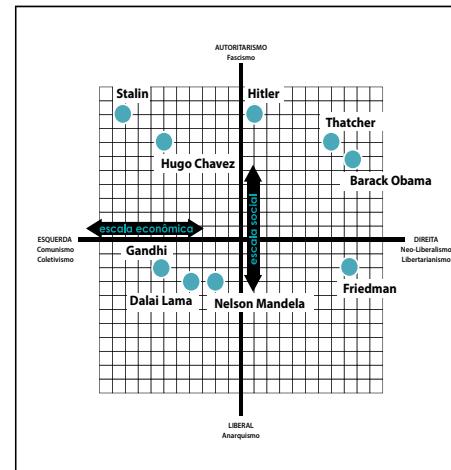 AUTORITARISMO
Fascismo
Stalin
Hitler
Thatcher
Hugo Chavez
Barack Obama
escala econômica
escala social
ESQUERDA
Comunismo
Coletivismo
DIREITA
Neo-Liberalismo
Libertarianismo
Gandhi
Friedman
Dalai Lama
Nelson Mandela
LIBERAL
Anarquismo